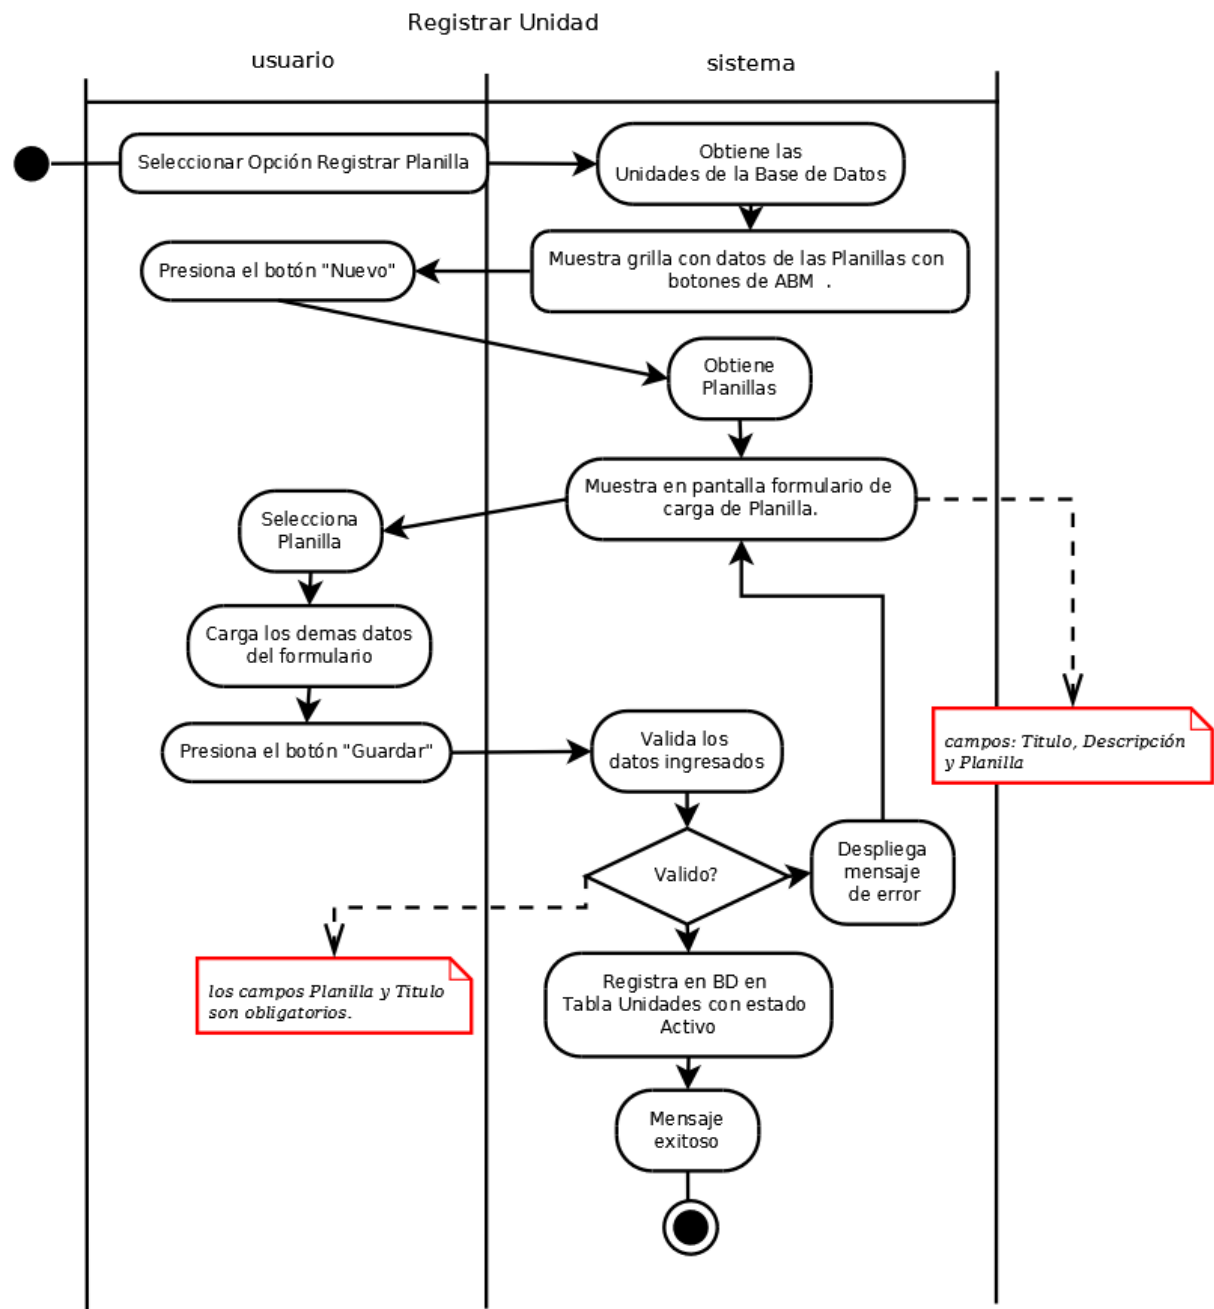 Registrar Unidad
usuario
sistema
Seleccionar Opción Registrar Planilla
Obtiene las
Unidades de la Base de Datos
Muestra grilla con datos de las Planillas con
botones de ABM  .
Presiona el botón "Nuevo"
Obtiene
Planillas
Muestra en pantalla formulario de
carga de Planilla.
Selecciona
Planilla
Carga los demas datos
del formulario
Presiona el botón "Guardar"
Valida los
datos ingresados
campos: Titulo, Descripción
y Planilla
Valido?
Despliega
mensaje
de error
los campos Planilla y Titulo
son obligatorios.
Registra en BD en
Tabla Unidades con estado
Activo
Mensaje
exitoso